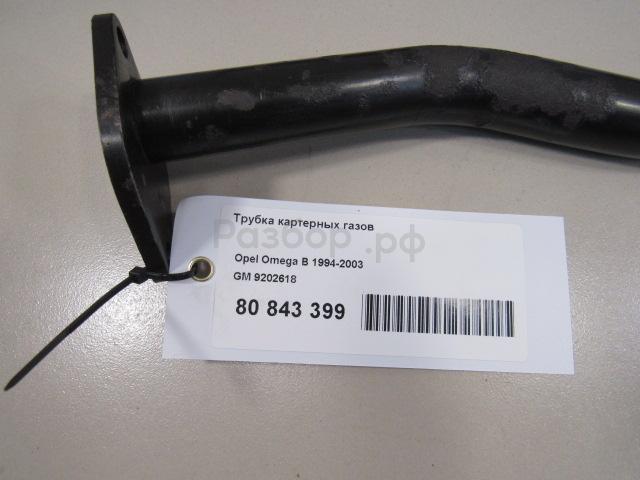 Трубка картерных газов
Разбор.рф
Opel Omega B 1994-2003
GM 9202618
80 843 399